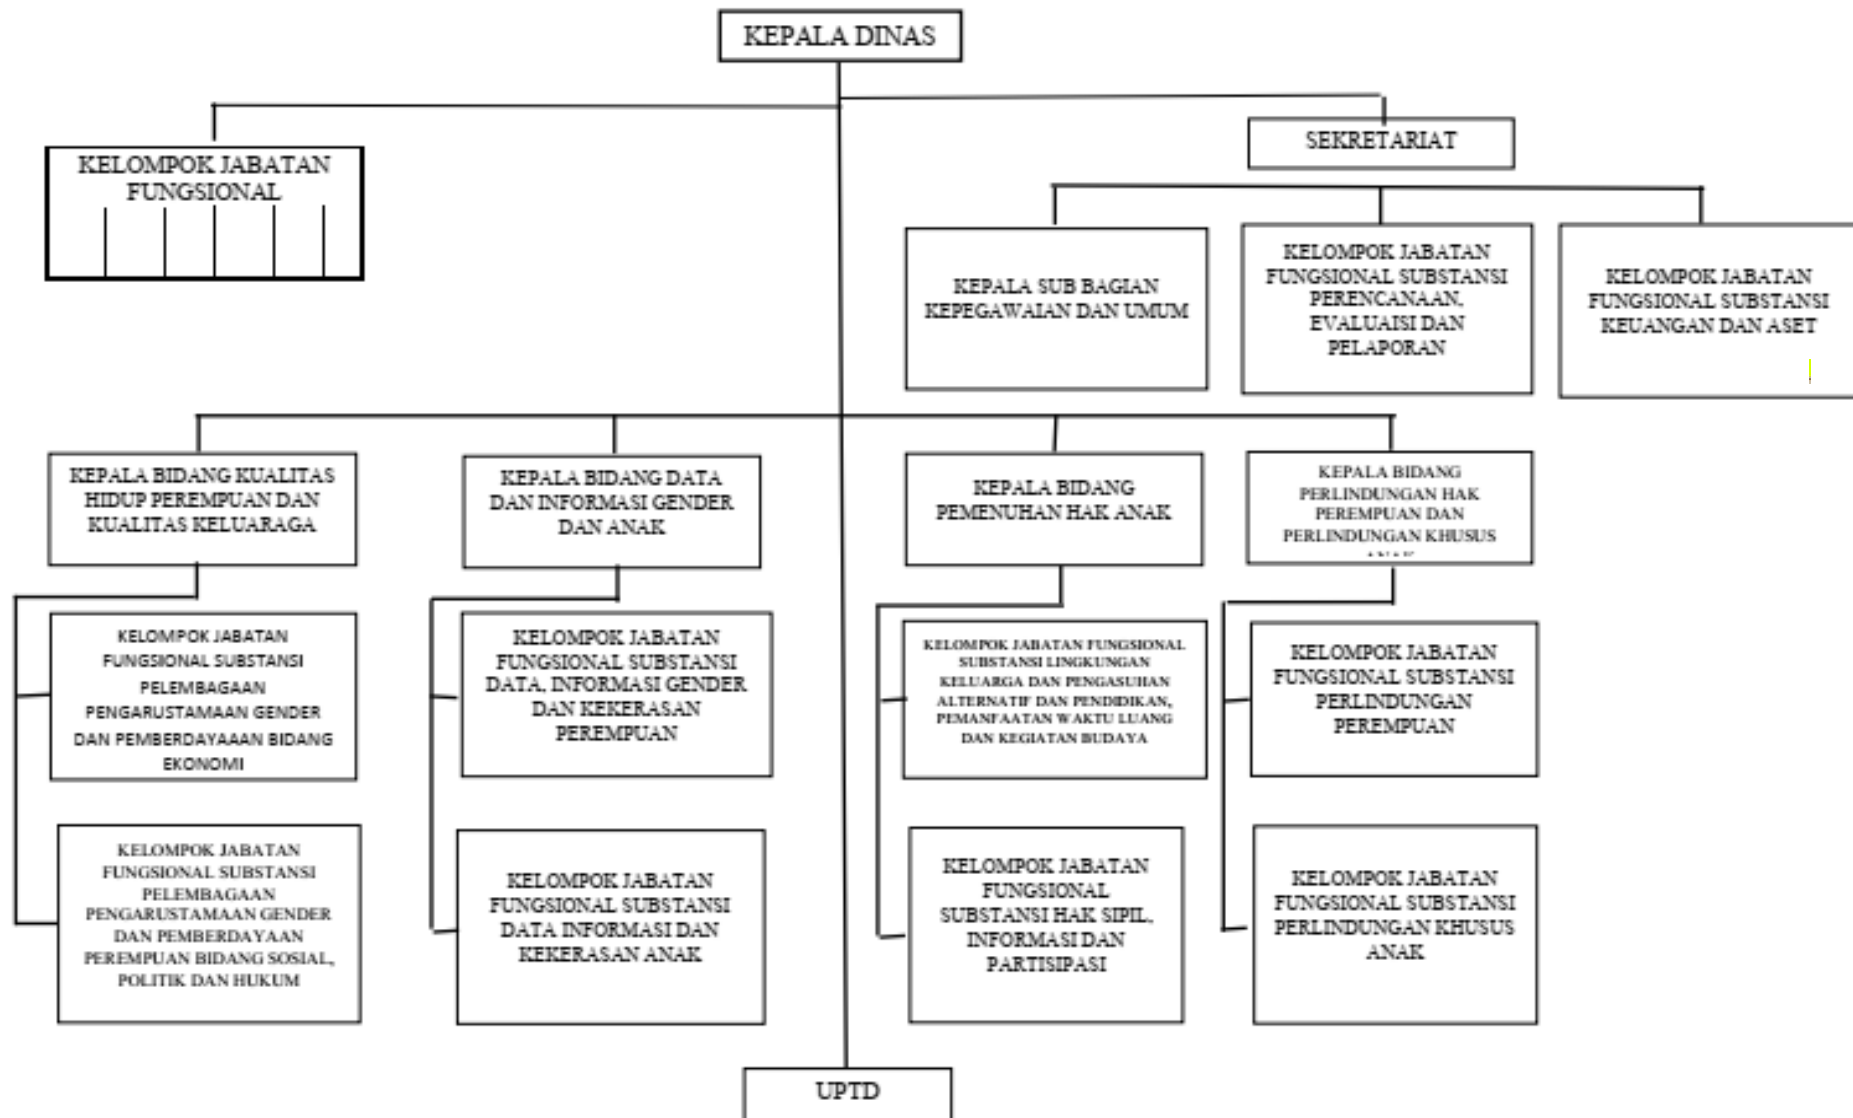 KEPALA DINAS
KELOMPOK JABATAN
FUNGSIONAL
SEKRETARIAT
KEPALA SUB BAGIAN
KEPEGAWAIAN DAN UMUM
KELOMPOK JABATAN
FUNGSIONAL SUBSTANSI
PERENCANAAN,
EVALUAISI DAN
PELAPORAN
KELOMPOK JABATAN
FUNGSIONAL SUBSTANSI
KEUANGAN DAN ASET
KEPALA BIDANG KUALITAS
HIDUP PEREMPUAN DAN
KUALITAS KELUARAGA
KEPALA BIDANG DATA
DAN INFORMASI GENDER
DAN ANAK
KEPALA BIDANG
PEMENUHAN HAK ANAK
KEPALA BIDANG
PERLINDUNGAN HAK
PEREMPUAN DAN
PERLINDUNGAN KHUSUS
KELOMPOK JABATAN
FUNGSIONAL SUBSTANSI
PELEMBAGAAN
PENGARUSTAMAAN GENDER
DAN PEMBERDAYAAAN BIDANG
EKONOMI
KELOMPOK JABATAN
FUNGSIONAL SUBSTANSI
DATA, INFORMASI GENDER
DAN KEKERASAN
PEREMPUAN
KELOMPOK JABATAN FUNGSIONAL
SUBSTANSI LINGKUNGAN
KELUARGA DAN PENGASUHAN
ALTERNATIF DAN PENDIDIKAN,
PEMANFAATAN WAKTU LUANG
DAN KEGIATAN BUDAYA
KELOMPOK JABATAN
FUNGSIONAL SUBSTANSI
PERLINDUNGAN
PEREMPUAN
KELOMPOK JABATAN
FUNGSIONAL SUBSTANSI
PELEMBAGAAN
PENGARUSTAMAAN GENDER
DAN PEMBERDAYAAN
PEREMPUAN BIDANG SOSIAL,
POLITIK DAN HUKUM
KELOMPOK JABATAN
FUNGSIONAL SUBSTANSI
DATA INFORMASI DAN
KEKERASAN ANAK
KELOMPOK JABATAN
FUNGSIONAL
SUBSTANSI HAK SIPIL,
INFORMASI DAN
PARTISIPASI
KELOMPOK JABATAN
FUNGSIONAL SUBSTANSI
PERLINDUNGAN KHUSUS
ANAK
UPTD